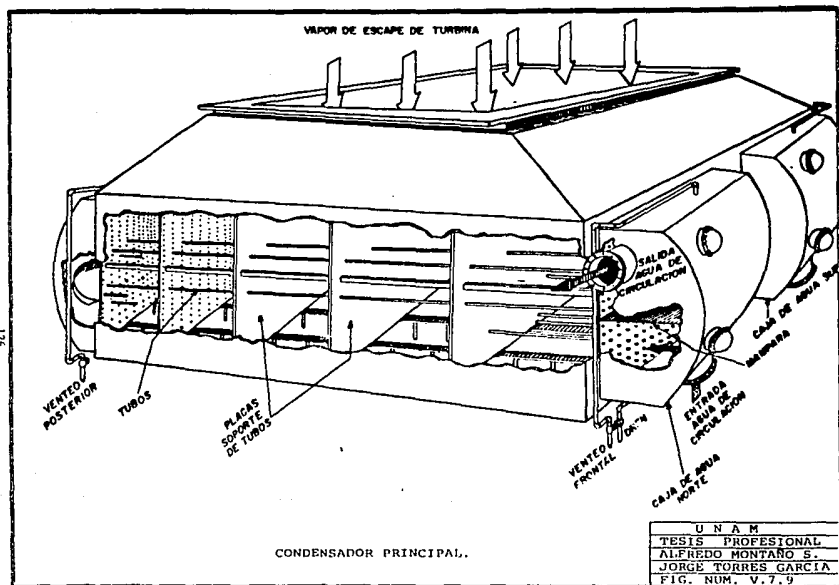 VAPOR DE ESCAPE DE TURBINA
SALIDA
AGUA DE
CIRCULACION
CAJA DE AGUA SUR
MAMPARA
ENTRADA
AGUA DE
CIRCULACION
VENTEO
POSTERIOR
TUBOS
PLACAS
SOPORTE
DE TUBOS
VENTEO
FRONTAL
DREN
CAJA DE AGUA
NORTE
CONDENSADOR PRINCIPAL.
U N A M
TESIS PROFESIONAL
ALFREDO MONTAÑO S.
JORGE TORRES GARCIA
FIG. NUM. V.7.9